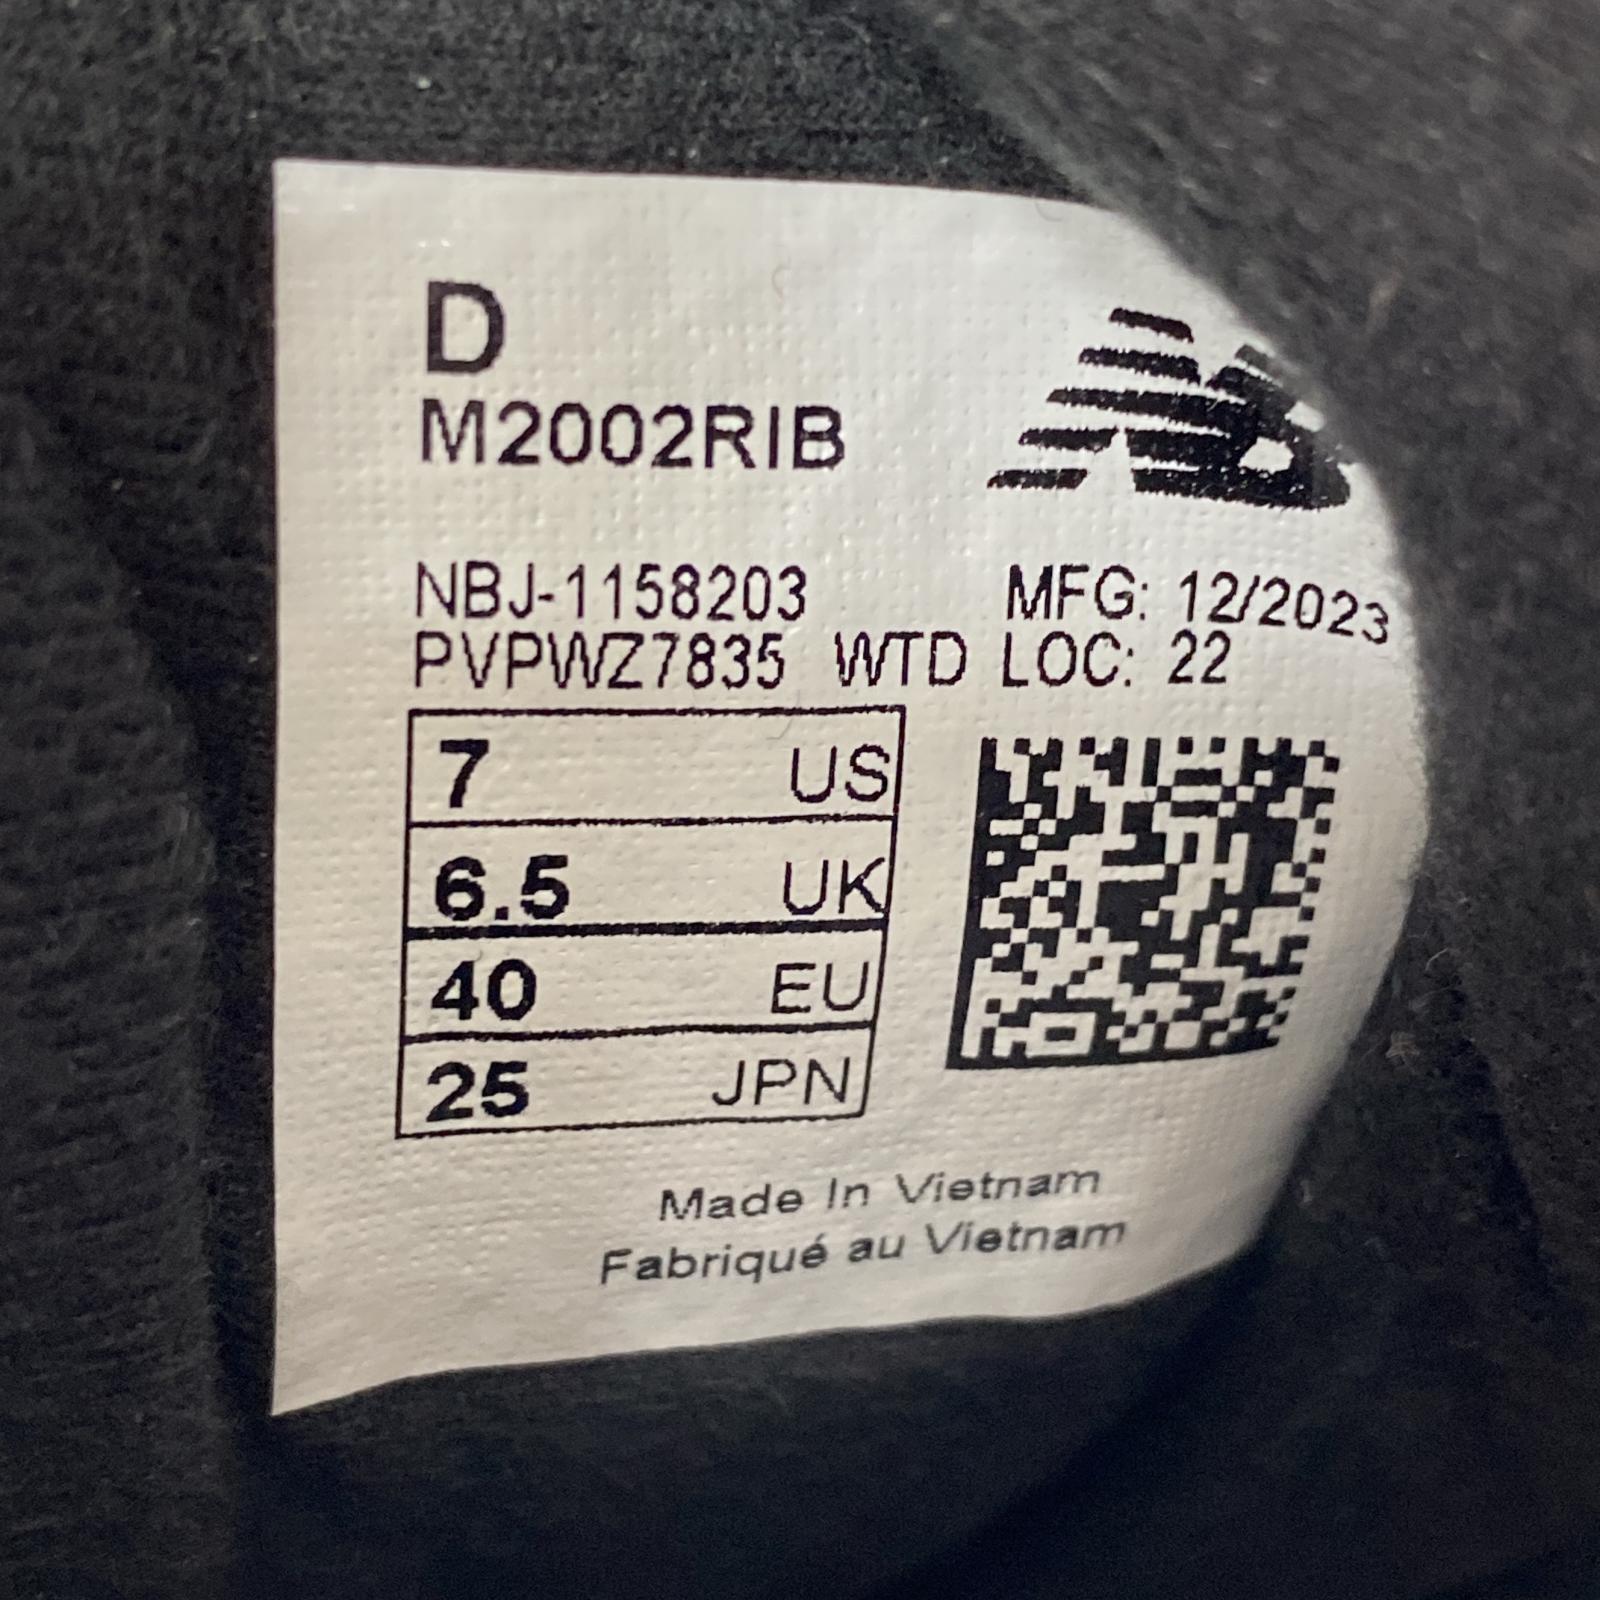 D
M2002RIB
NBJ-1158203 MFG: 12/2023
PVPWZ7835 WTD LOC: 22
7 US
6.5 UK
40 EU
25 JPN
Made In Vietnam
Fabriqué au Vietnam